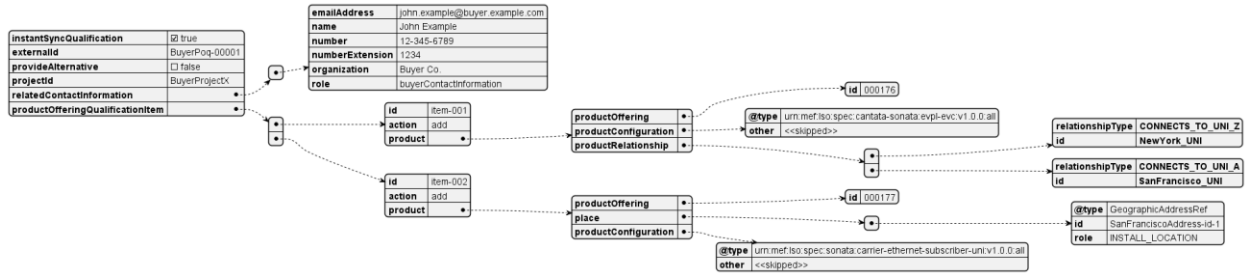 instantSyncQualification ☑ true
externalId BuyerPoq-00001
provideAlternative ☐ false
projectId BuyerProjectX
relatedContactInformation
productOfferingQualificationItem
emailAddress john.example@buyer.example.com
name John Example
number 12-345-6789
numberExtension 1234
organization Buyer Co.
role buyerContactInformation
id item-001
action add
product
productOffering
productConfiguration
productRelationship
id 000176
@type urn:mef:lso:spec:cantata-sonata:evpl-evc:v1.0.0:all
other <<skipped>>
relationshipType CONNECTS_TO_UNI_Z
id NewYork_UNI
relationshipType CONNECTS_TO_UNI_A
id SanFrancisco_UNI
id item-002
action add
product
productOffering
place
productConfiguration
id 000177
@type GeographicAddressRef
id SanFranciscoAddress-id-1
role INSTALL_LOCATION
@type urn:mef:lso:spec:sonata:carrier-ethernet-subscriber-uni:v1.0.0:all
other <<skipped>>